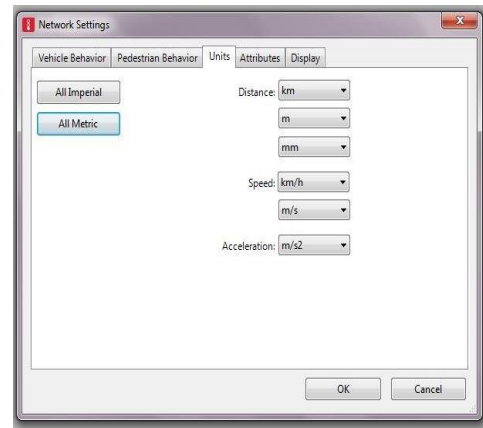 Network Settings
Vehicle Behavior Pedestrian Behavior Units Attributes Display
All Imperial
All Metric
Distance: km
m
mm
Speed: km/h
m/s
Acceleration: m/s2
OK Cancel